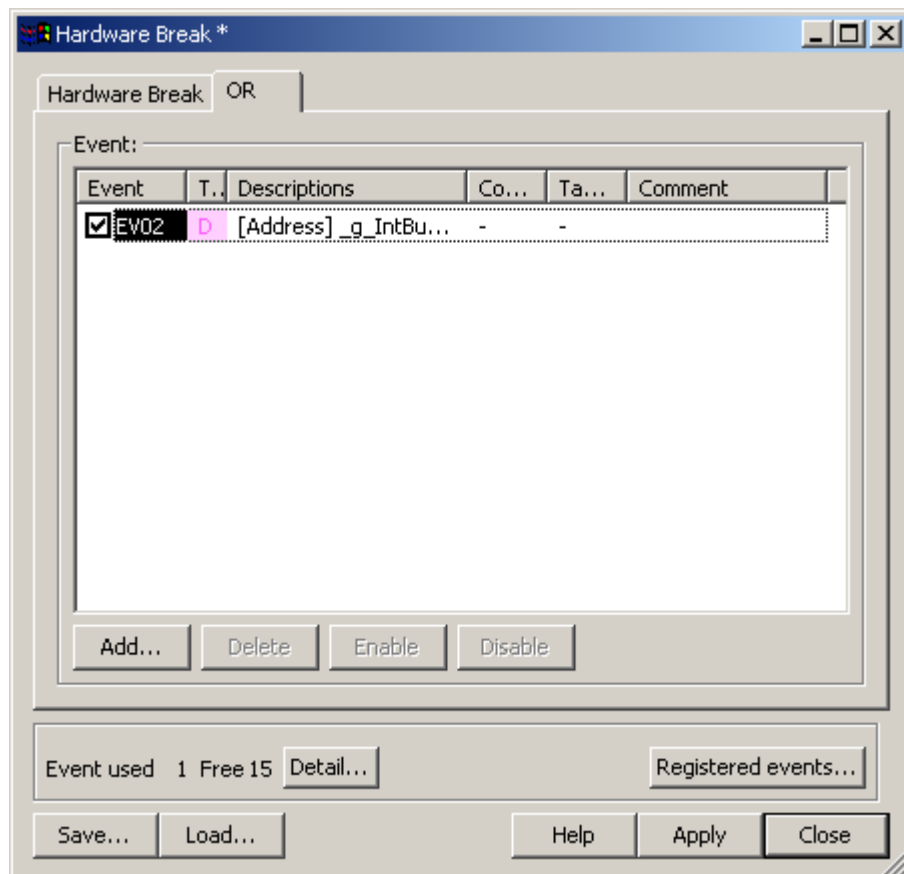 Hardware Break *
Hardware Break OR
Event:
Event T.. Descriptions Co... Ta... Comment
EV02 D [Address] _g_IntBu... - -
Add... Delete Enable Disable
Event used 1 Free 15 Detail... Registered events...
Save... Load... Help Apply Close